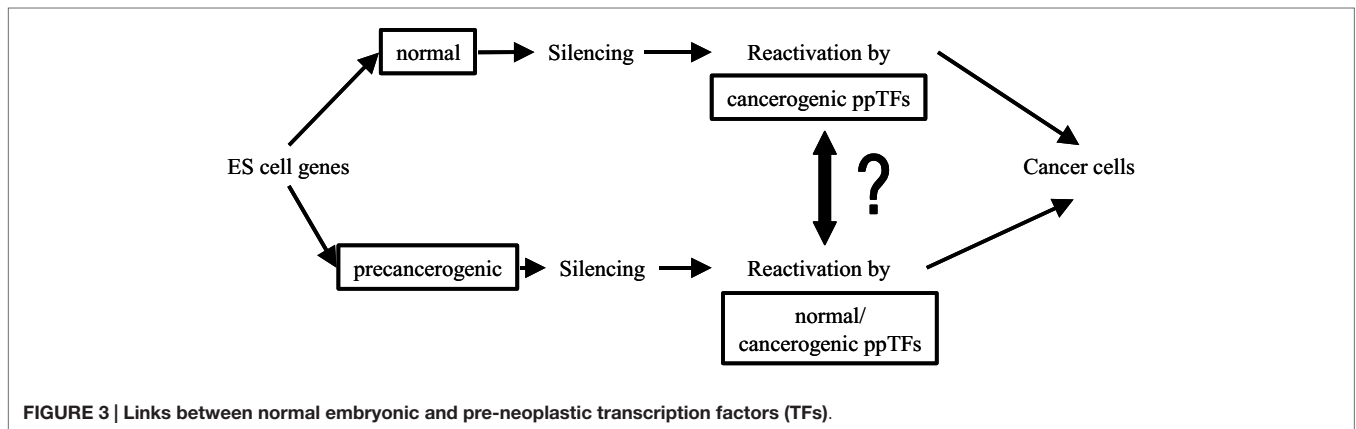 normal
Silencing
Reactivation by
cancerogenic ppTFs
ES cell genes
?
Cancer cells
precancerogenic
Silencing
Reactivation by
normal/
cancerogenic ppTFs
FIGURE 3 | Links between normal embryonic and pre-neoplastic transcription factors (TFs).